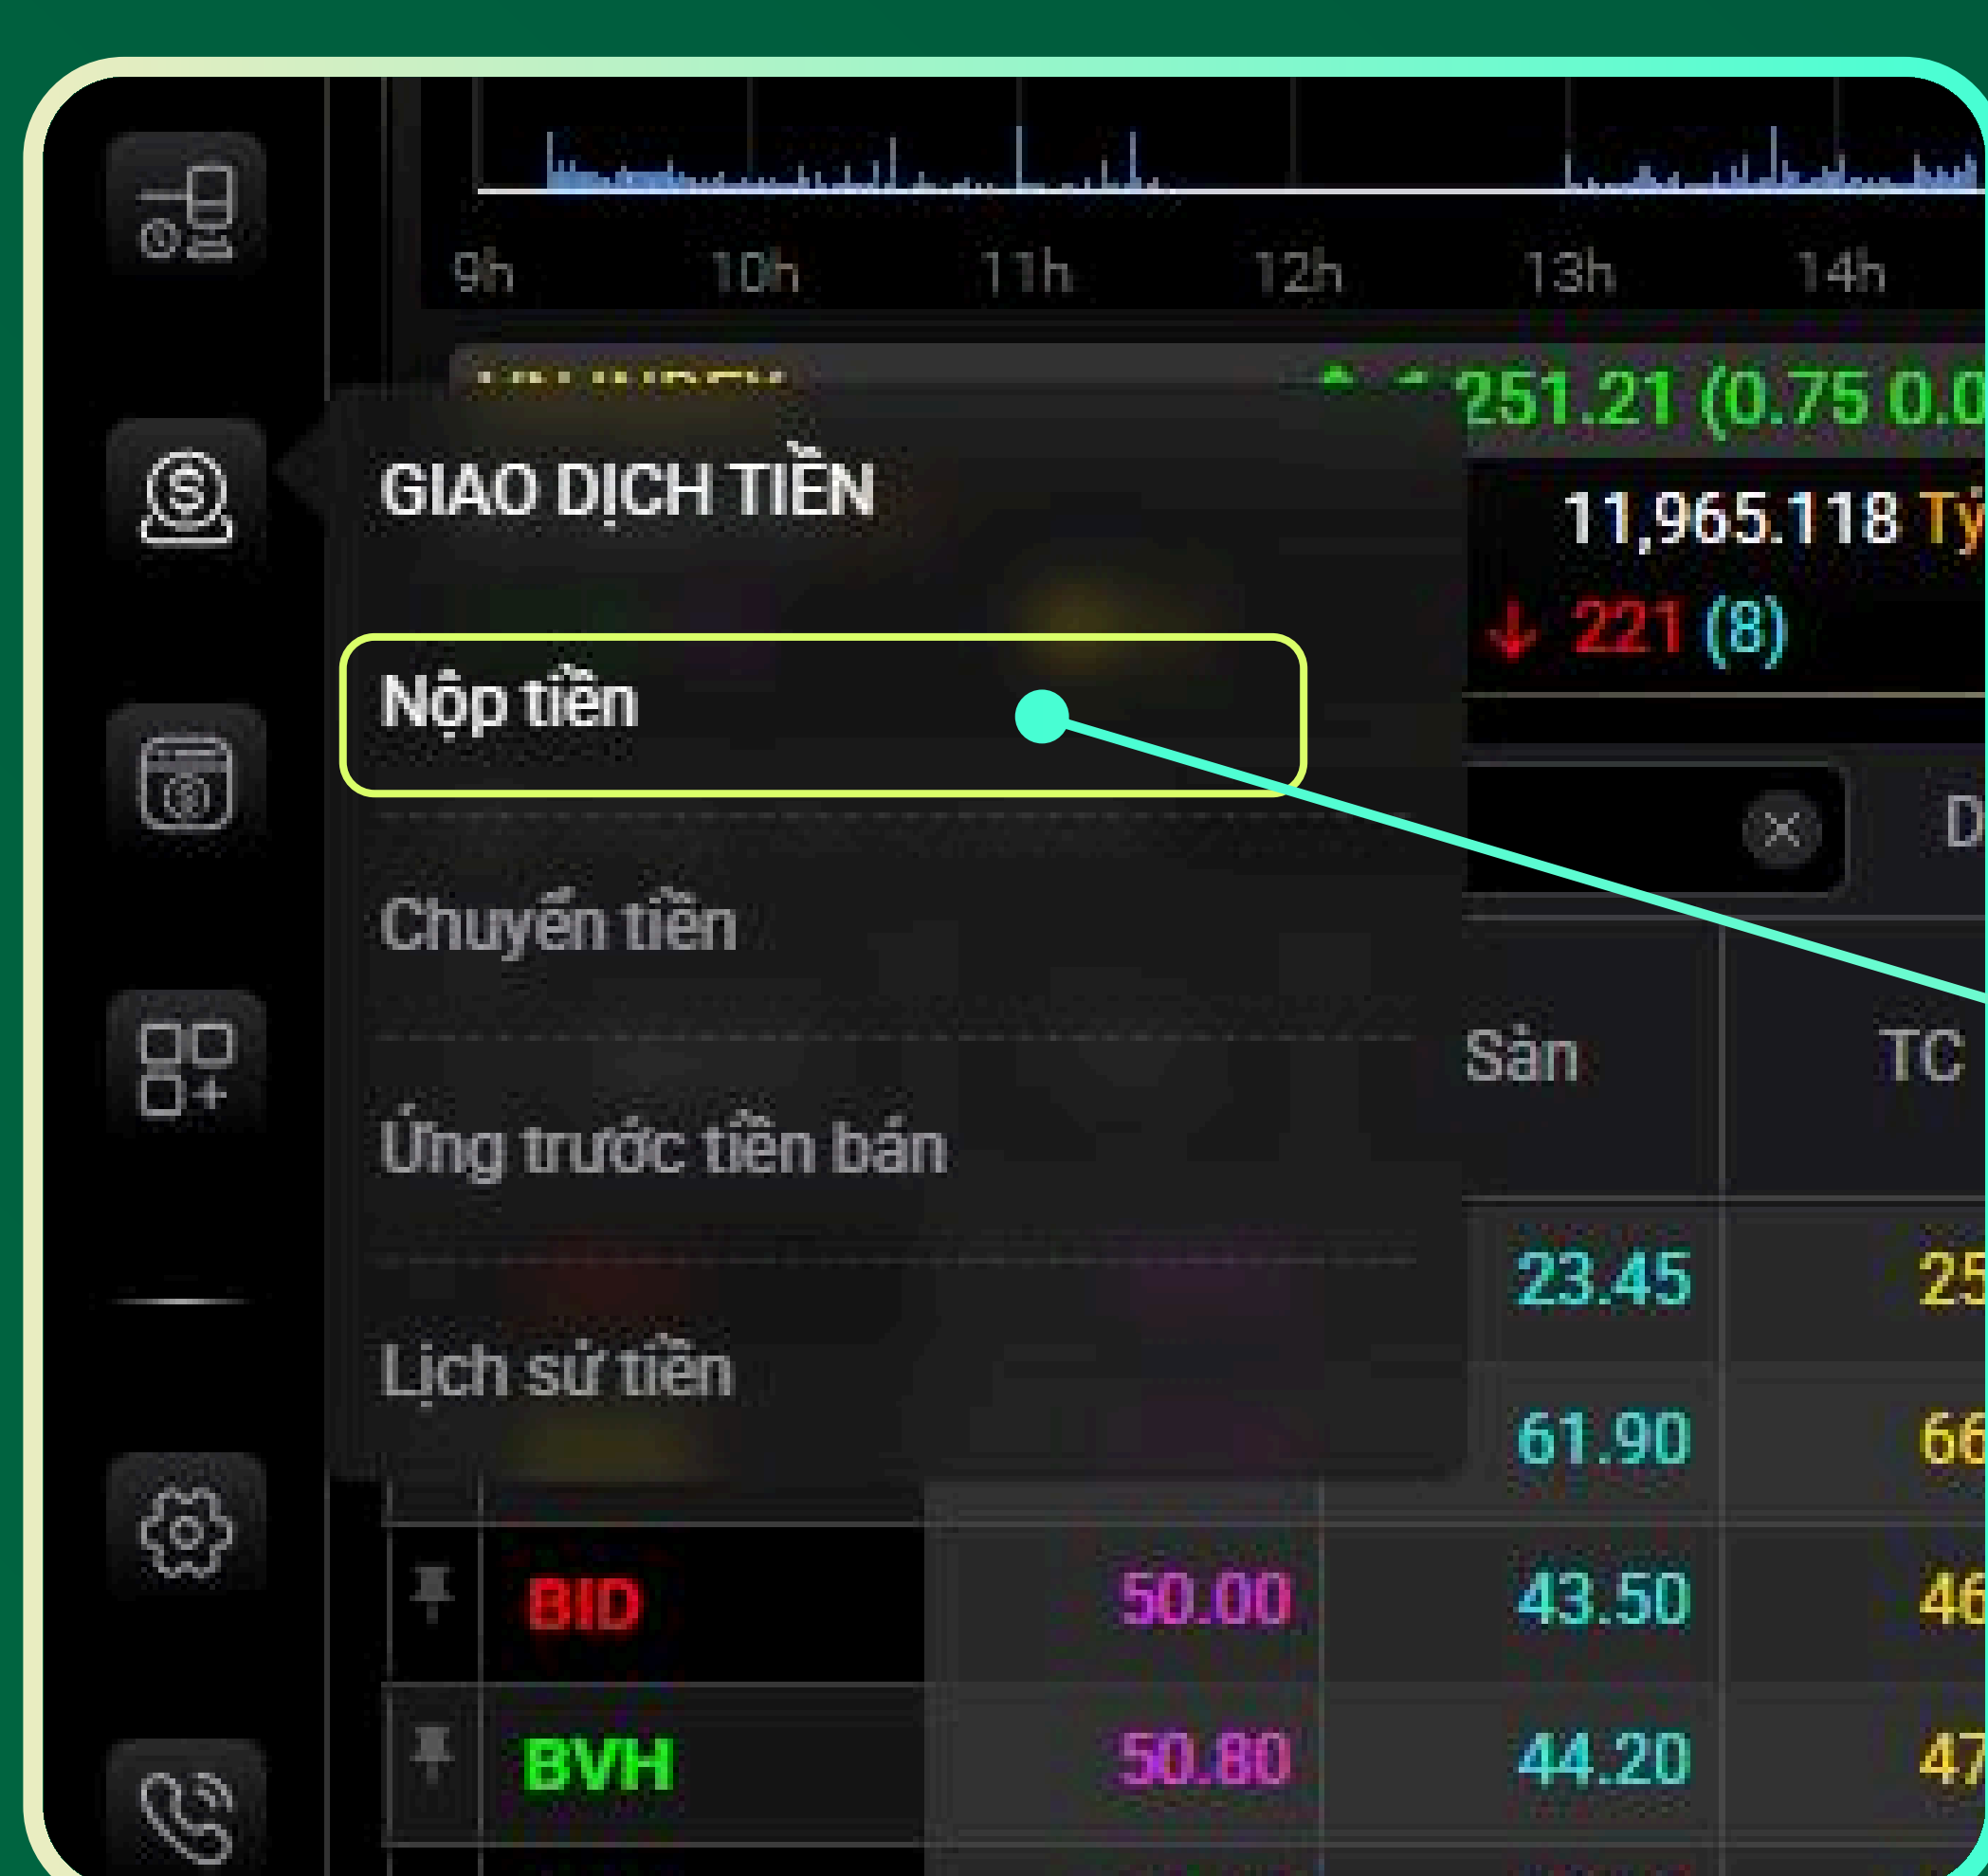 9h 10h 11h 12h 13h 14h
251.21 (0.75 0.0
GIAO DỊCH TIỀN
11,965.118 Tỷ
↓ 221 (8)
Nộp tiền
D
Chuyển tiền
Sàn TC
Ứng trước tiền bán
23.45 25
Lịch sử tiền
61.90 66
BID 50.00 43.50 46
BVH 50.80 44.20 47